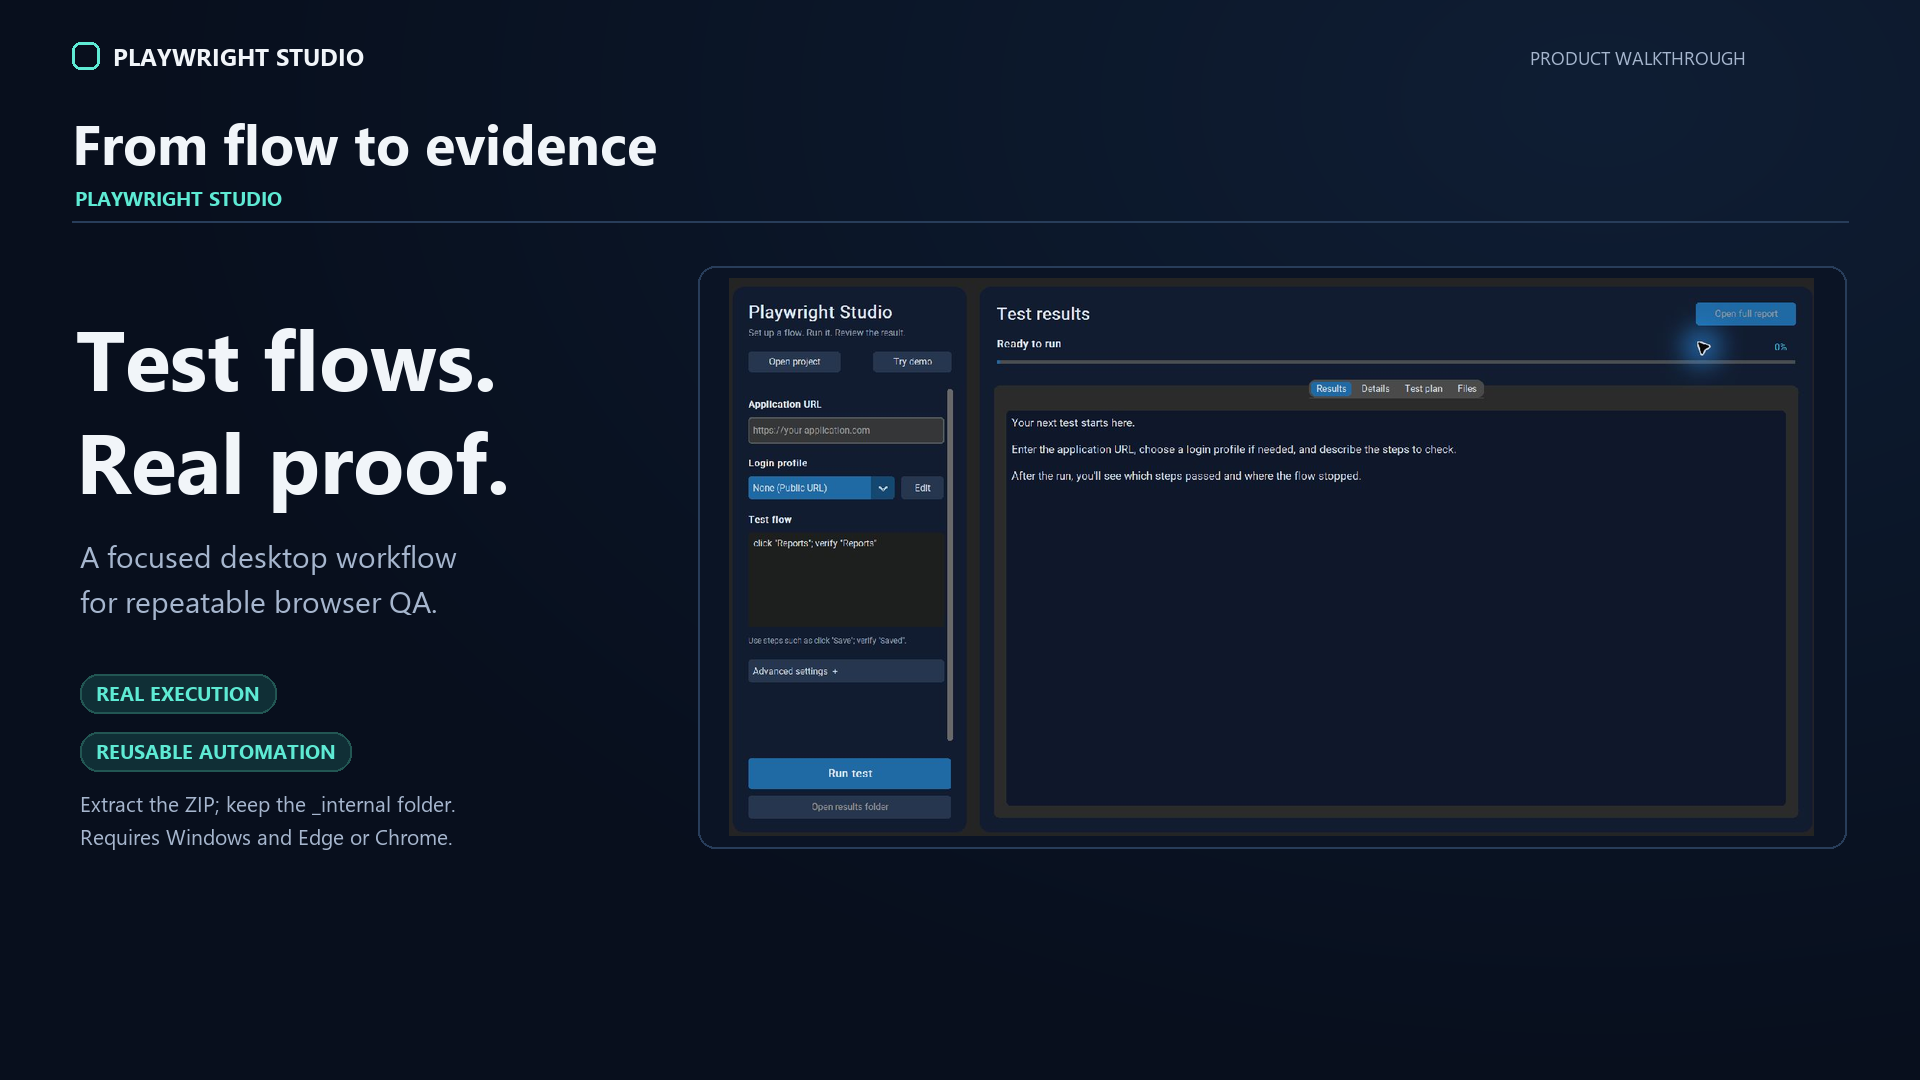 PLAYWRIGHT STUDIO
PRODUCT WALKTHROUGH
From flow to evidence
PLAYWRIGHT STUDIO
Test flows.
Real proof.
A focused desktop workflow
for repeatable browser QA.
REAL EXECUTION
REUSABLE AUTOMATION
Extract the ZIP; keep the _internal folder.
Requires Windows and Edge or Chrome.
Playwright Studio
Set up a flow. Run it. Review the result.
Open project
Try demo
Application URL
https://your-application.com
Login profile
None (Public URL)
Edit
Test flow
click "Reports"; verify "Reports"
Use steps such as click "Save"; verify "Saved".
Advanced settings +
Run test
Open results folder
Test results
Open full report
Ready to run
0%
Results
Details
Test plan
Files
Your next test starts here.
Enter the application URL, choose a login profile if needed, and describe the steps to check.
After the run, you'll see which steps passed and where the flow stopped.